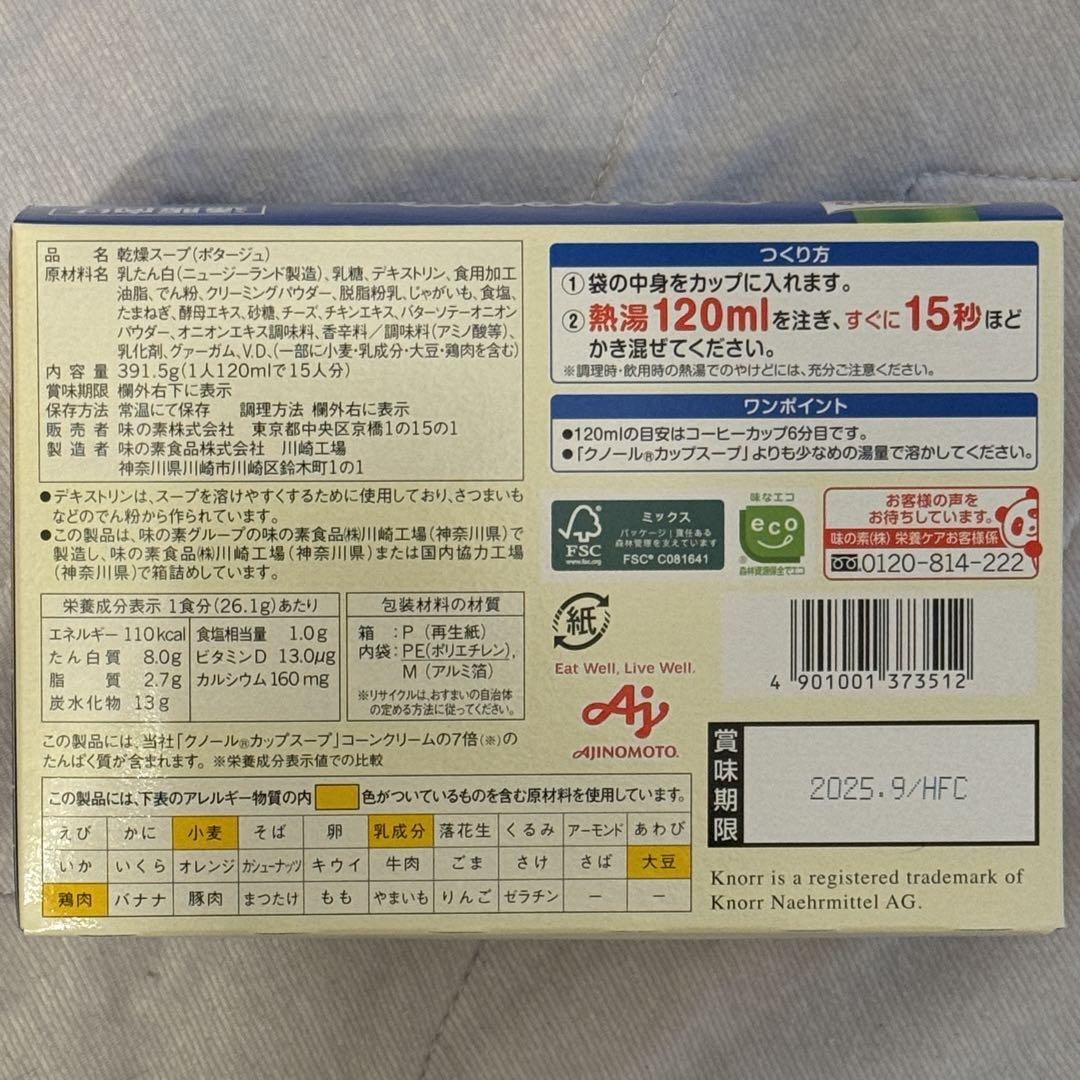 品名 乾燥スープ(ポタージュ)
原材料名 乳たん白(ニュージーランド製造)、乳糖、デキストリン、食用加工
油脂、でん粉、クリーミングパウダー、脱脂粉乳、じゃがいも、食塩、
たまねぎ、酵母エキス、砂糖、チーズ、チキンエキス、バターソテーオニオン
パウダー、オニオンエキス調味料、香辛料／調味料(アミノ酸等)、
乳化剤、グァーガム、V.D、(一部に小麦・乳成分・大豆・鶏肉を含む)
内容量 391.5g(1人120mlで15人分)
賞味期限 欄外右下に表示
保存方法 常温にて保存 調理方法 欄外右に表示
販売者 味の素株式会社 東京都中央区京橋1の15の1
製造者 味の素食品株式会社 川崎工場
神奈川県川崎市川崎区鈴木町1の1
●デキストリンは、スープを溶けやすくするために使用しており、さつまいも
などのでん粉から作られています。
●この製品は、味の素グループの味の素食品㈱川崎工場(神奈川県)で
製造し、味の素食品㈱川崎工場(神奈川県)または国内協力工場
(神奈川県)で箱詰めしています。
栄養成分表示 1食分(26.1g)あたり
エネルギー 110kcal 食塩相当量 1.0g
たん白質 8.0g ビタミンD 13.0μg
脂質 2.7g カルシウム 160mg
炭水化物 13g
包装材料の材質
箱:P(再生紙)
内袋:PE(ポリエチレン)、
M(アルミ箔)
※リサイクルは、おすまいの自治体
の定める方法に従ってください。
この製品には、当社「クノール®カップスープ」コーンクリームの7倍(※)の
たんぱく質が含まれます。※栄養成分表示値での比較
この製品には、下表のアレルギー物質の内 色がついているものを含む原材料を使用しています。
えび かに 小麦 そば 卵 乳成分 落花生 くるみ アーモンド あわび
いか いくら オレンジ カシューナッツ キウイ 牛肉 ごま さけ さば 大豆
鶏肉 バナナ 豚肉 まつたけ もも やまいも りんご ゼラチン － －
つくり方
①袋の中身をカップに入れます。
②熱湯120mlを注ぎ、すぐに15秒ほど
かき混ぜてください。
※調理時・飲用時の熱湯でのやけどには、充分ご注意ください。
ワンポイント
●120mlの目安はコーヒーカップ6分目です。
●「クノール®カップスープ」よりも少なめの湯量で溶かしてください。
FSC
www.fsc.org
ミックス
パッケージ|責任ある
森林管理を支えています
FSC® C081641
味なエコ
eco
森林資源保全でエコ
お客様の声を
お待ちしています。
味の素(株) 栄養ケアお客様係
0120-814-222
紙
Eat Well, Live Well.
Aj
AJINOMOTO.
4 901001 373512
賞味期限
2025.9/HFC
Knorr is a registered trademark of
Knorr Naehrmittel AG.